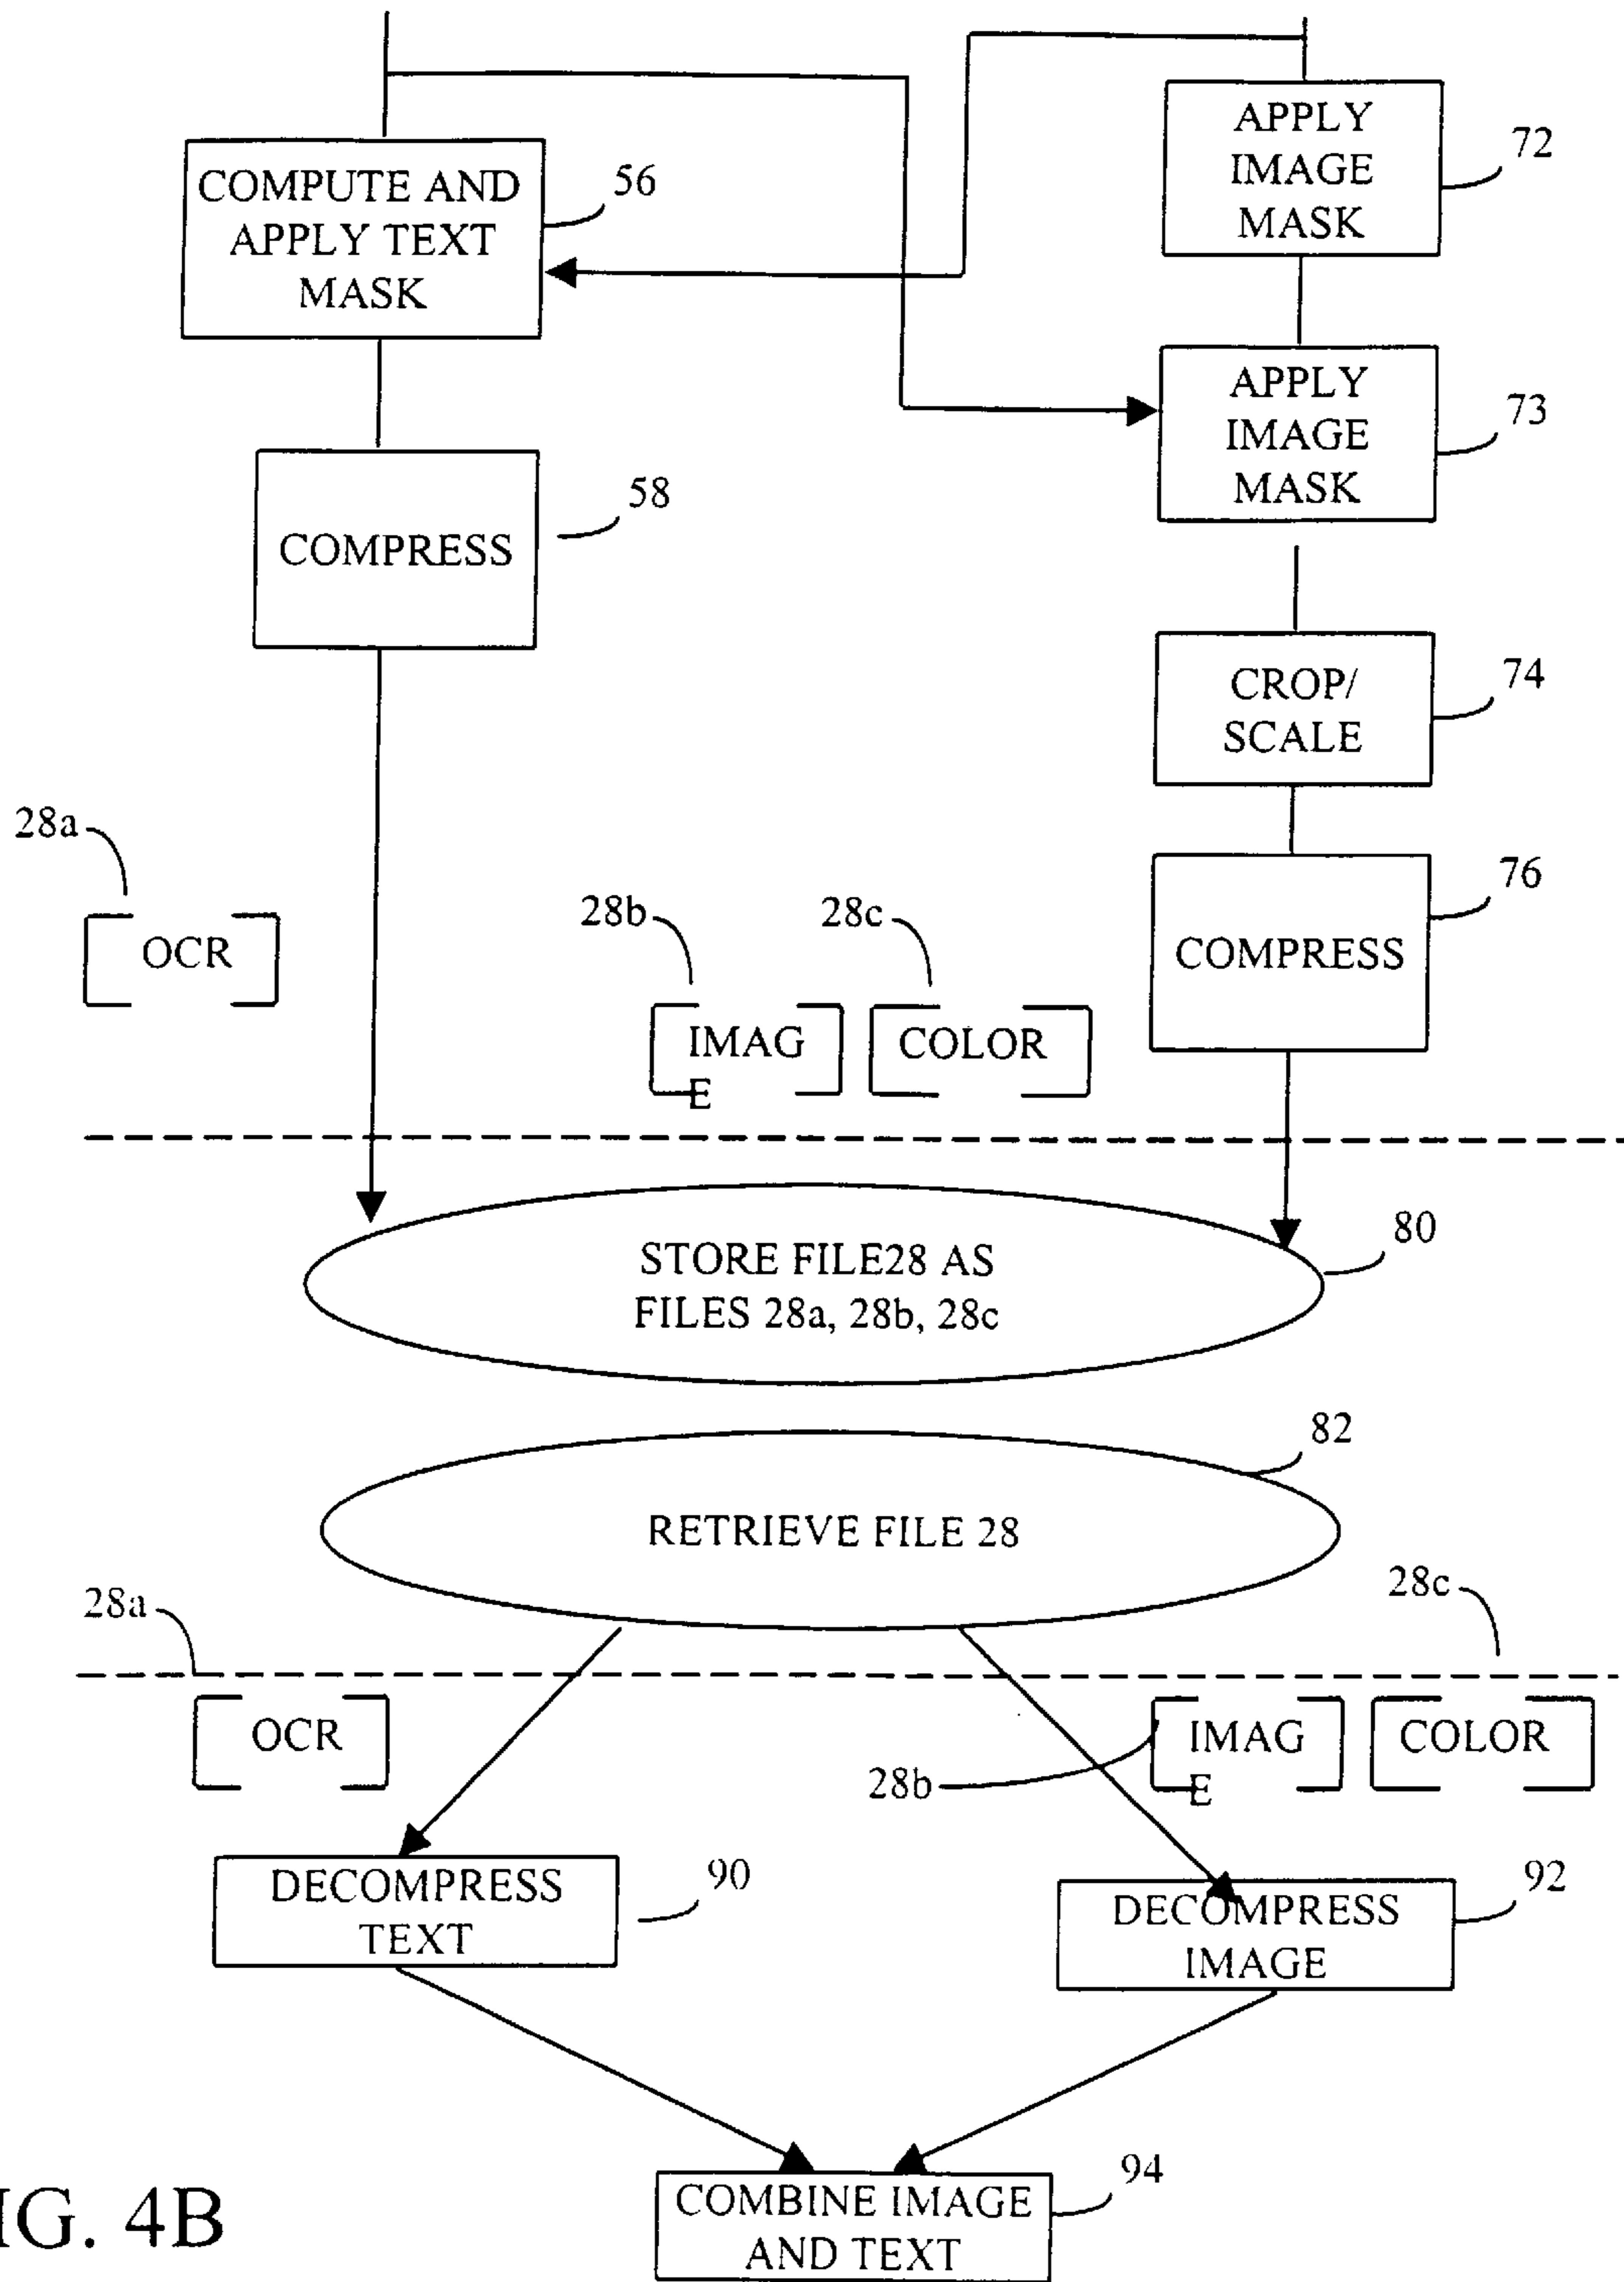 APPLY
IMAGE
MASK
72
COMPUTE AND
APPLY TEXT
MASK
56
APPLY
IMAGE
MASK
73
COMPRESS
58
CROP/
SCALE
74
28a
OCR
COMPRESS
76
28b
28c
IMAG
E
COLOR
STORE FILE28 AS
FILES 28a, 28b, 28c
80
RETRIEVE FILE 28
82
28a
28c
OCR
IMAG
E
COLOR
28b
DECOMPRESS
TEXT
90
DECOMPRESS
IMAGE
92
COMBINE IMAGE
AND TEXT
94
IG. 4B